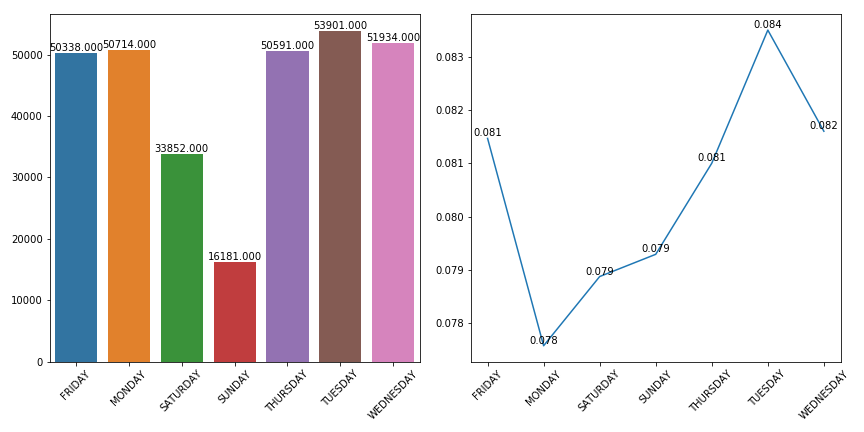 53901.000
51934.000
50338.000
50714.000
50591.000
33852.000
16181.000
50000
40000
30000
20000
10000
0
FRIDAY
MONDAY
SATURDAY
SUNDAY
THURSDAY
TUESDAY
WEDNESDAY
0.084
0.082
0.081
0.081
0.079
0.079
0.078
0.083
0.082
0.081
0.080
0.079
0.078
FRIDAY
MONDAY
SATURDAY
SUNDAY
THURSDAY
TUESDAY
WEDNESDAY